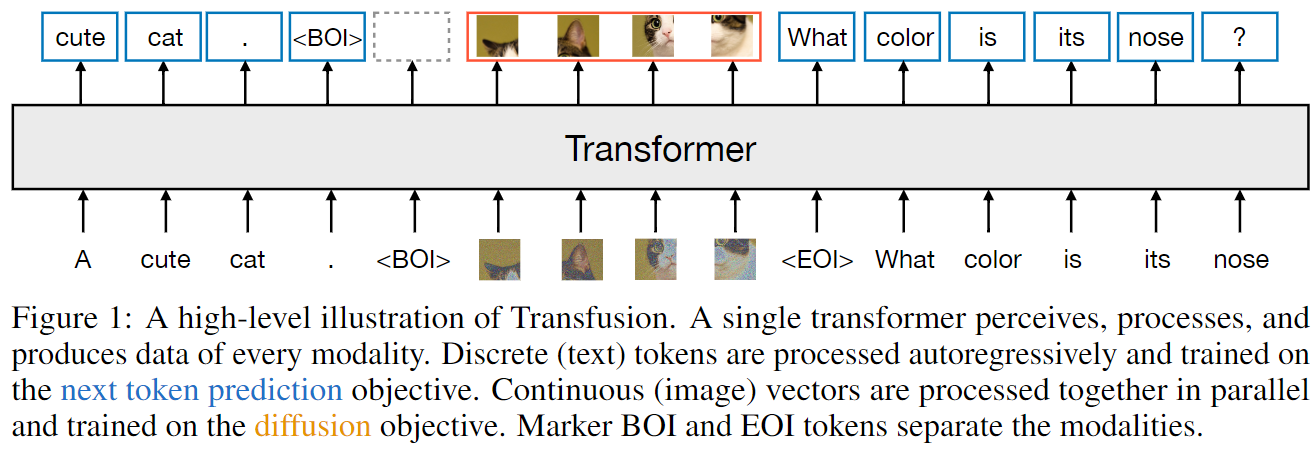 cute cat . <BOI> What color is its nose ?
Transformer
A cute cat . <BOI> <EOI> What color is its nose
Figure 1: A high-level illustration of Transfusion. A single transformer perceives, processes, and
produces data of every modality. Discrete (text) tokens are processed autoregressively and trained on
the next token prediction objective. Continuous (image) vectors are processed together in parallel
and trained on the diffusion objective. Marker BOI and EOI tokens separate the modalities.